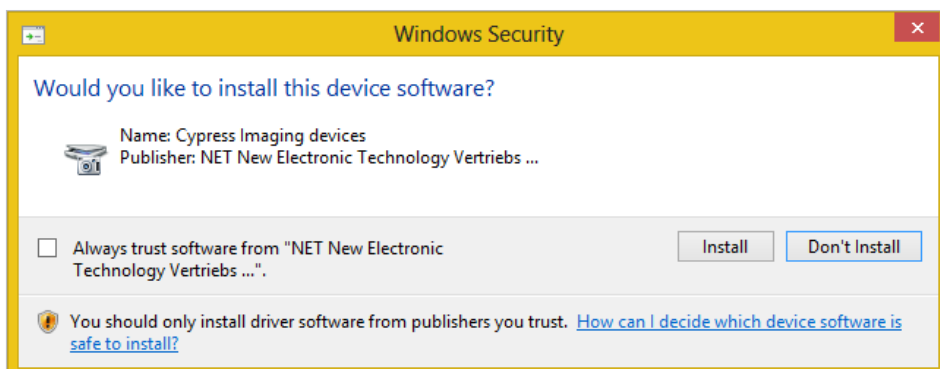 Windows Security
Would you like to install this device software?
Name: Cypress Imaging devices
Publisher: NET New Electronic Technology Vertriebs ...
Always trust software from "NET New Electronic
Technology Vertriebs ...".
Install
Don't Install
You should only install driver software from publishers you trust. How can I decide which device software is
safe to install?